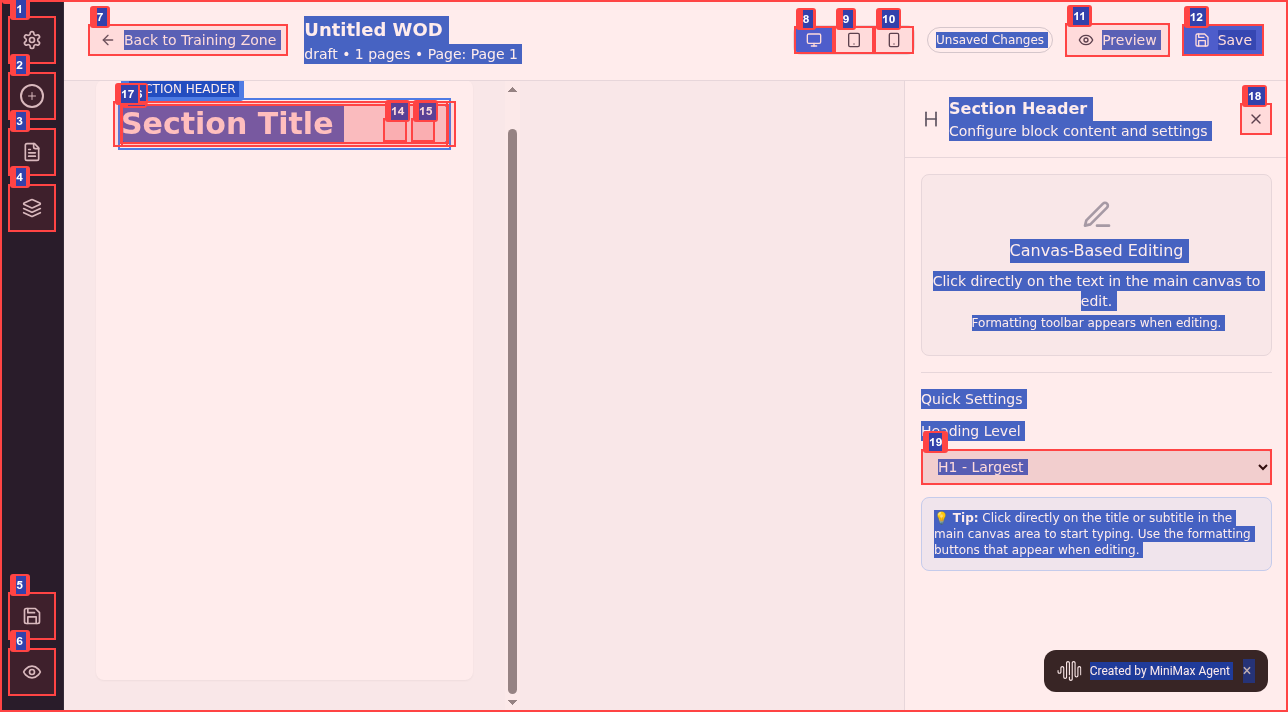 1
2
3
4
5
6
7
Back to Training Zone
Untitled WOD
draft • 1 pages • Page: Page 1
8
9
10
Unsaved Changes
11
Preview
12
Save
SECTION HEADER
17
14
15
Section Title
18
Section Header
Configure block content and settings
Canvas-Based Editing
Click directly on the text in the main canvas to
edit.
Formatting toolbar appears when editing.
Quick Settings
Heading Level
19
H1 - Largest
💡 Tip: Click directly on the title or subtitle in the
main canvas area to start typing. Use the formatting
buttons that appear when editing.
Created by MiniMax Agent ×